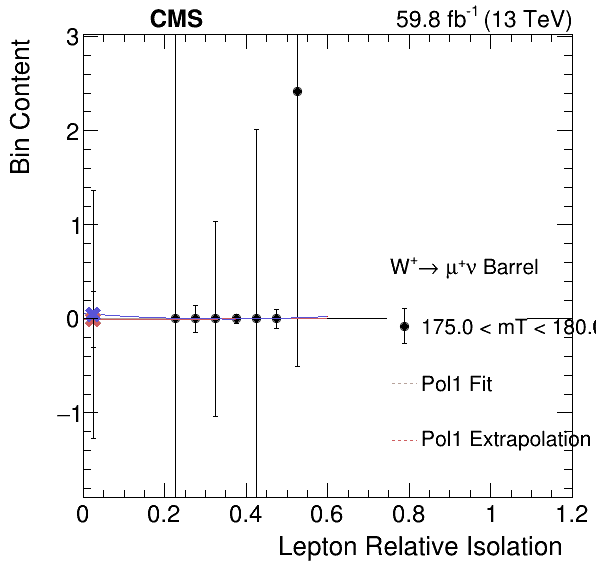 CMS
59.8 fb⁻¹ (13 TeV)
Bin Content
3
2
1
0
−1
W⁺→ μ⁺ν Barrel
175.0 < mT < 180.0
Pol1 Fit
Pol1 Extrapolation
0
0.2
0.4
0.6
0.8
1
1.2
Lepton Relative Isolation